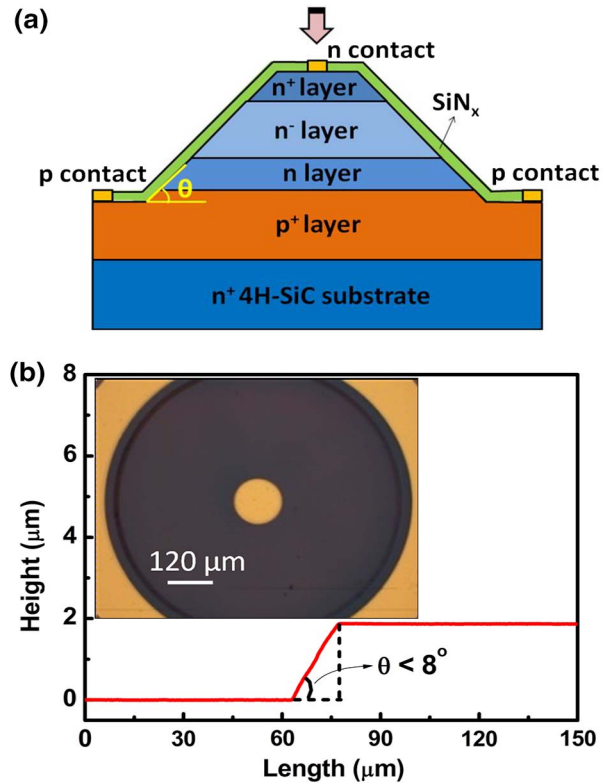 (a)
n contact
n⁺ layer
SiNₓ
n⁻ layer
p contact
n layer
p contact
θ
p⁺ layer
n⁺ 4H-SiC substrate
(b)
8
6
4
2
0
Height (μm)
120 μm
θ < 8°
0
30
60
90
120
150
Length (μm)